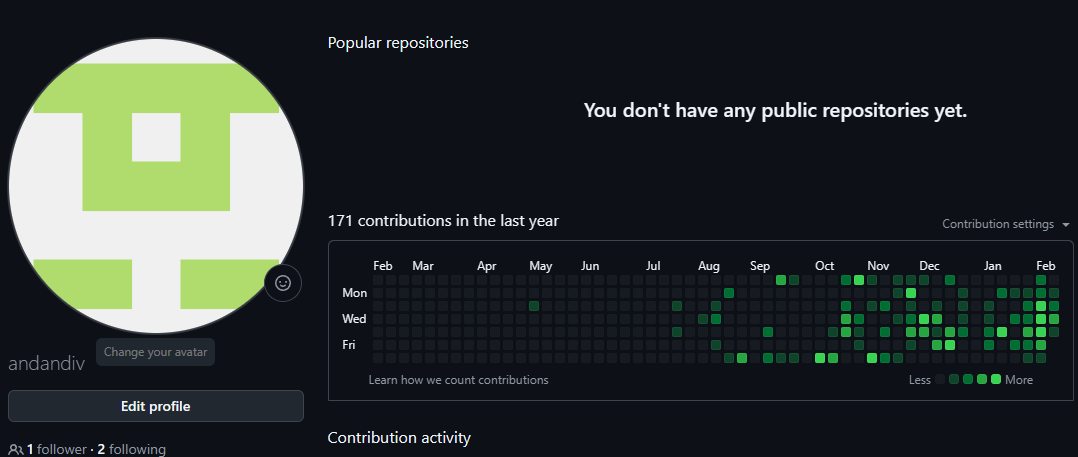 Popular repositories
You don't have any public repositories yet.
171 contributions in the last year
Contribution settings
Feb Mar Apr May Jun Jul Aug Sep Oct Nov Dec Jan Feb
Mon
Wed
Fri
Learn how we count contributions
Less More
Change your avatar
andandiv
Edit profile
1 follower · 2 following
Contribution activity